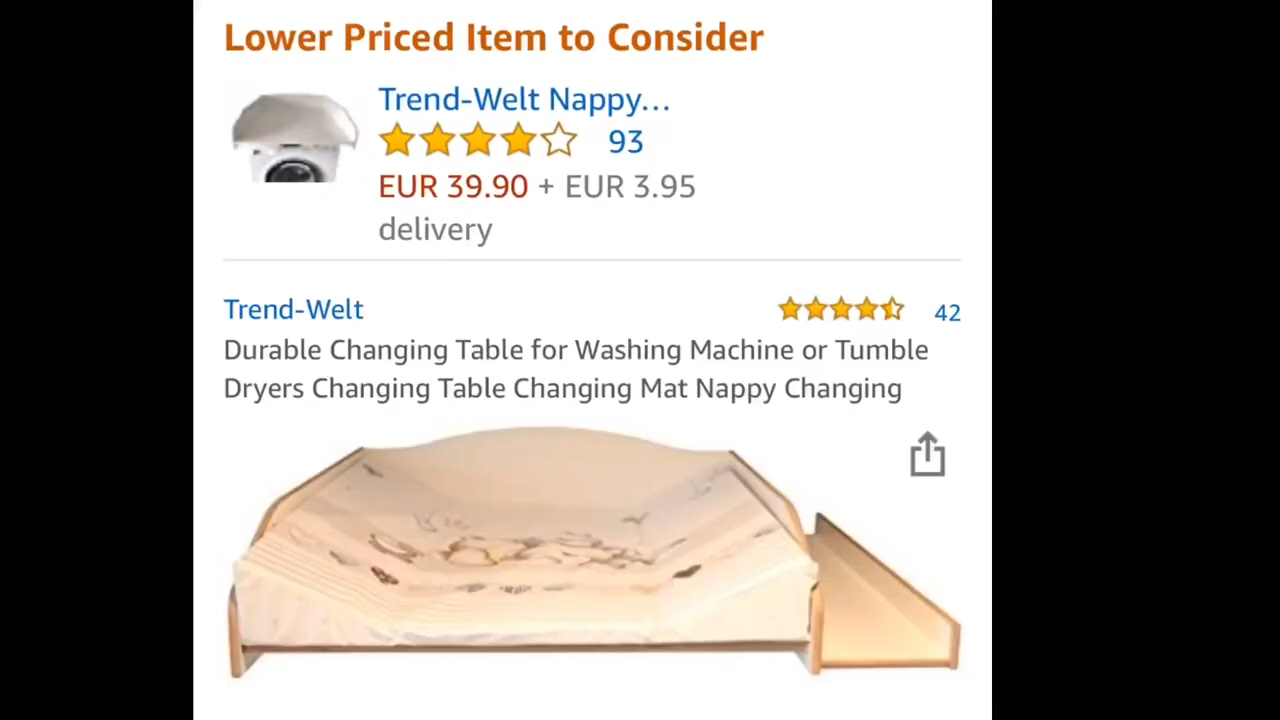 Lower Priced Item to Consider
Trend-Welt Nappy...
93
EUR 39.90 + EUR 3.95
delivery
Trend-Welt
42
Durable Changing Table for Washing Machine or Tumble
Dryers Changing Table Changing Mat Nappy Changing